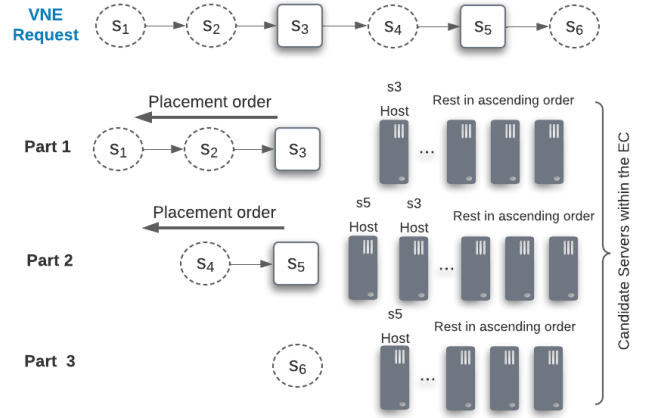 VNE
Request
s1 s2 s3 s4 s5 s6
s3
Host
Rest in ascending order
Placement order
Part 1
s1 s2 s3
...
s5
Host
s3
Host
Rest in ascending order
Placement order
Part 2
s4 s5
...
s5
Host
Rest in ascending order
Part 3
s6
...
Candidate Servers within the EC